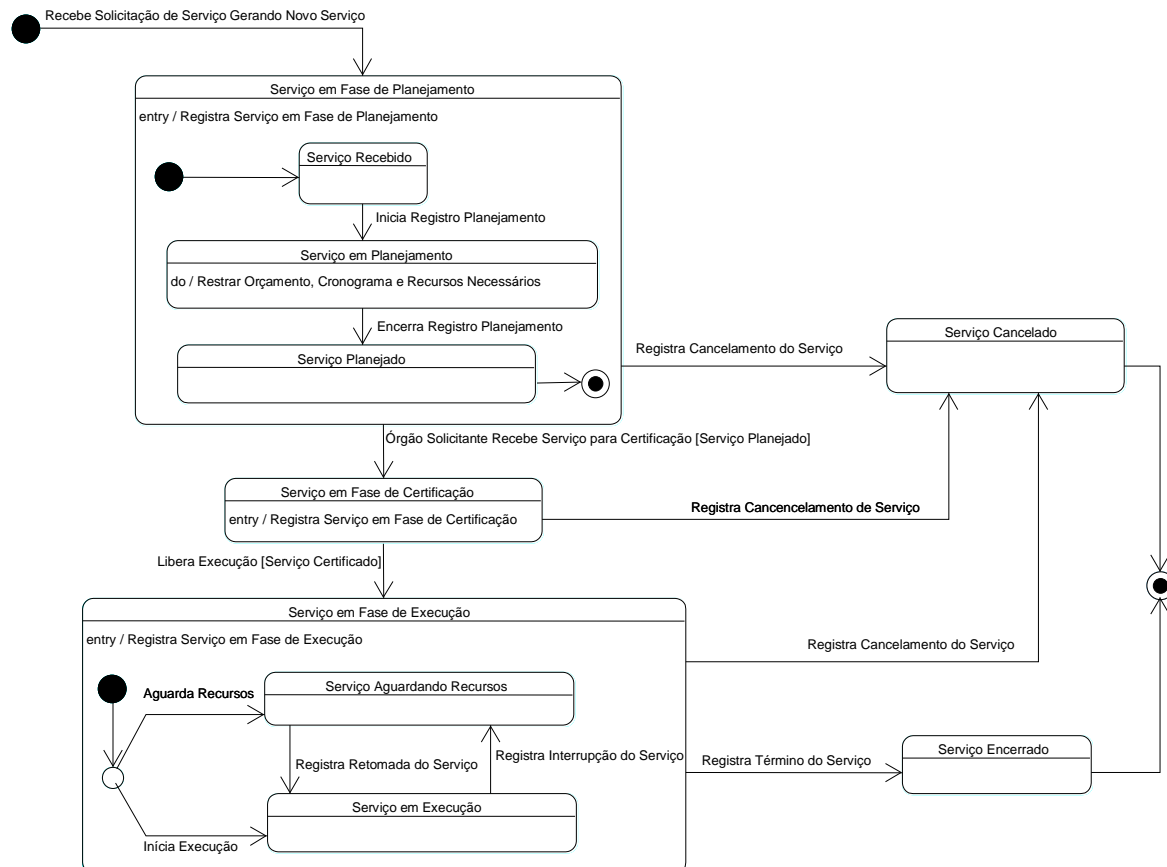 Recebe Solicitação de Serviço Gerando Novo Serviço
Serviço em Fase de Planejamento
entry / Registra Serviço em Fase de Planejamento
Serviço Recebido
Inicia Registro Planejamento
Serviço em Planejamento
do / Restrar Orçamento, Cronograma e Recursos Necessários
Encerra Registro Planejamento
Serviço Planejado
Registra Cancelamento do Serviço
Serviço Cancelado
Órgão Solicitante Recebe Serviço para Certificação [Serviço Planejado]
Serviço em Fase de Certificação
entry / Registra Serviço em Fase de Certificação
Registra Cancencelamento de Serviço
Libera Execução [Serviço Certificado]
Serviço em Fase de Execução
entry / Registra Serviço em Fase de Execução
Registra Cancelamento do Serviço
Aguarda Recursos
Serviço Aguardando Recursos
Registra Retomada do Serviço
Registra Interrupção do Serviço
Registra Término do Serviço
Serviço Encerrado
Serviço em Execução
Inícia Execução